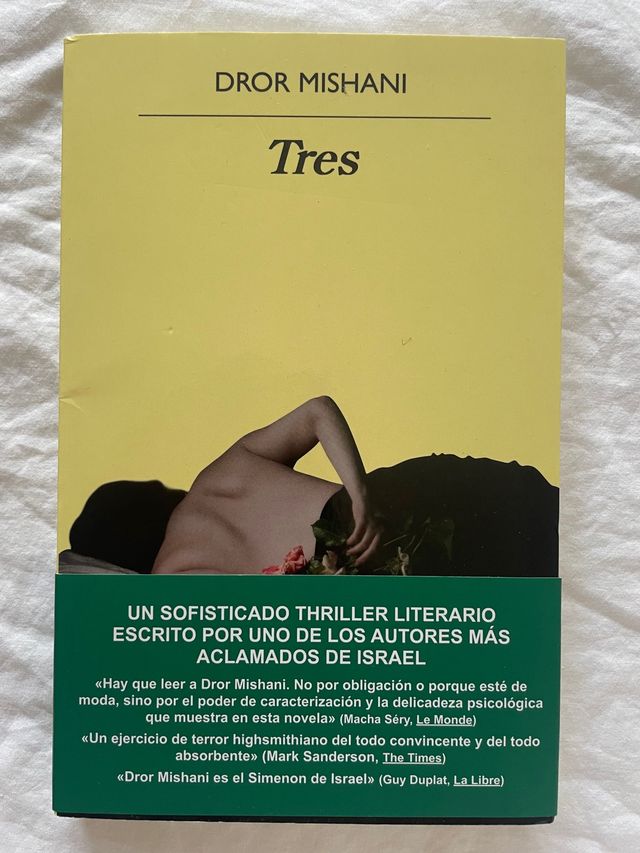 DROR MISHANI
Tres
UN SOFISTICADO THRILLER LITERARIO
ESCRITO POR UNO DE LOS AUTORES MÁS
ACLAMADOS DE ISRAEL
«Hay que leer a Dror Mishani. No por obligación o porque esté de
moda, sino por el poder de caracterización y la delicadeza psicológica
que muestra en esta novela» (Macha Séry, Le Monde)
«Un ejercicio de terror highsmithiano del todo convincente y del todo
absorbente» (Mark Sanderson, The Times)
«Dror Mishani es el Simenon de Israel» (Guy Duplat, La Libre)